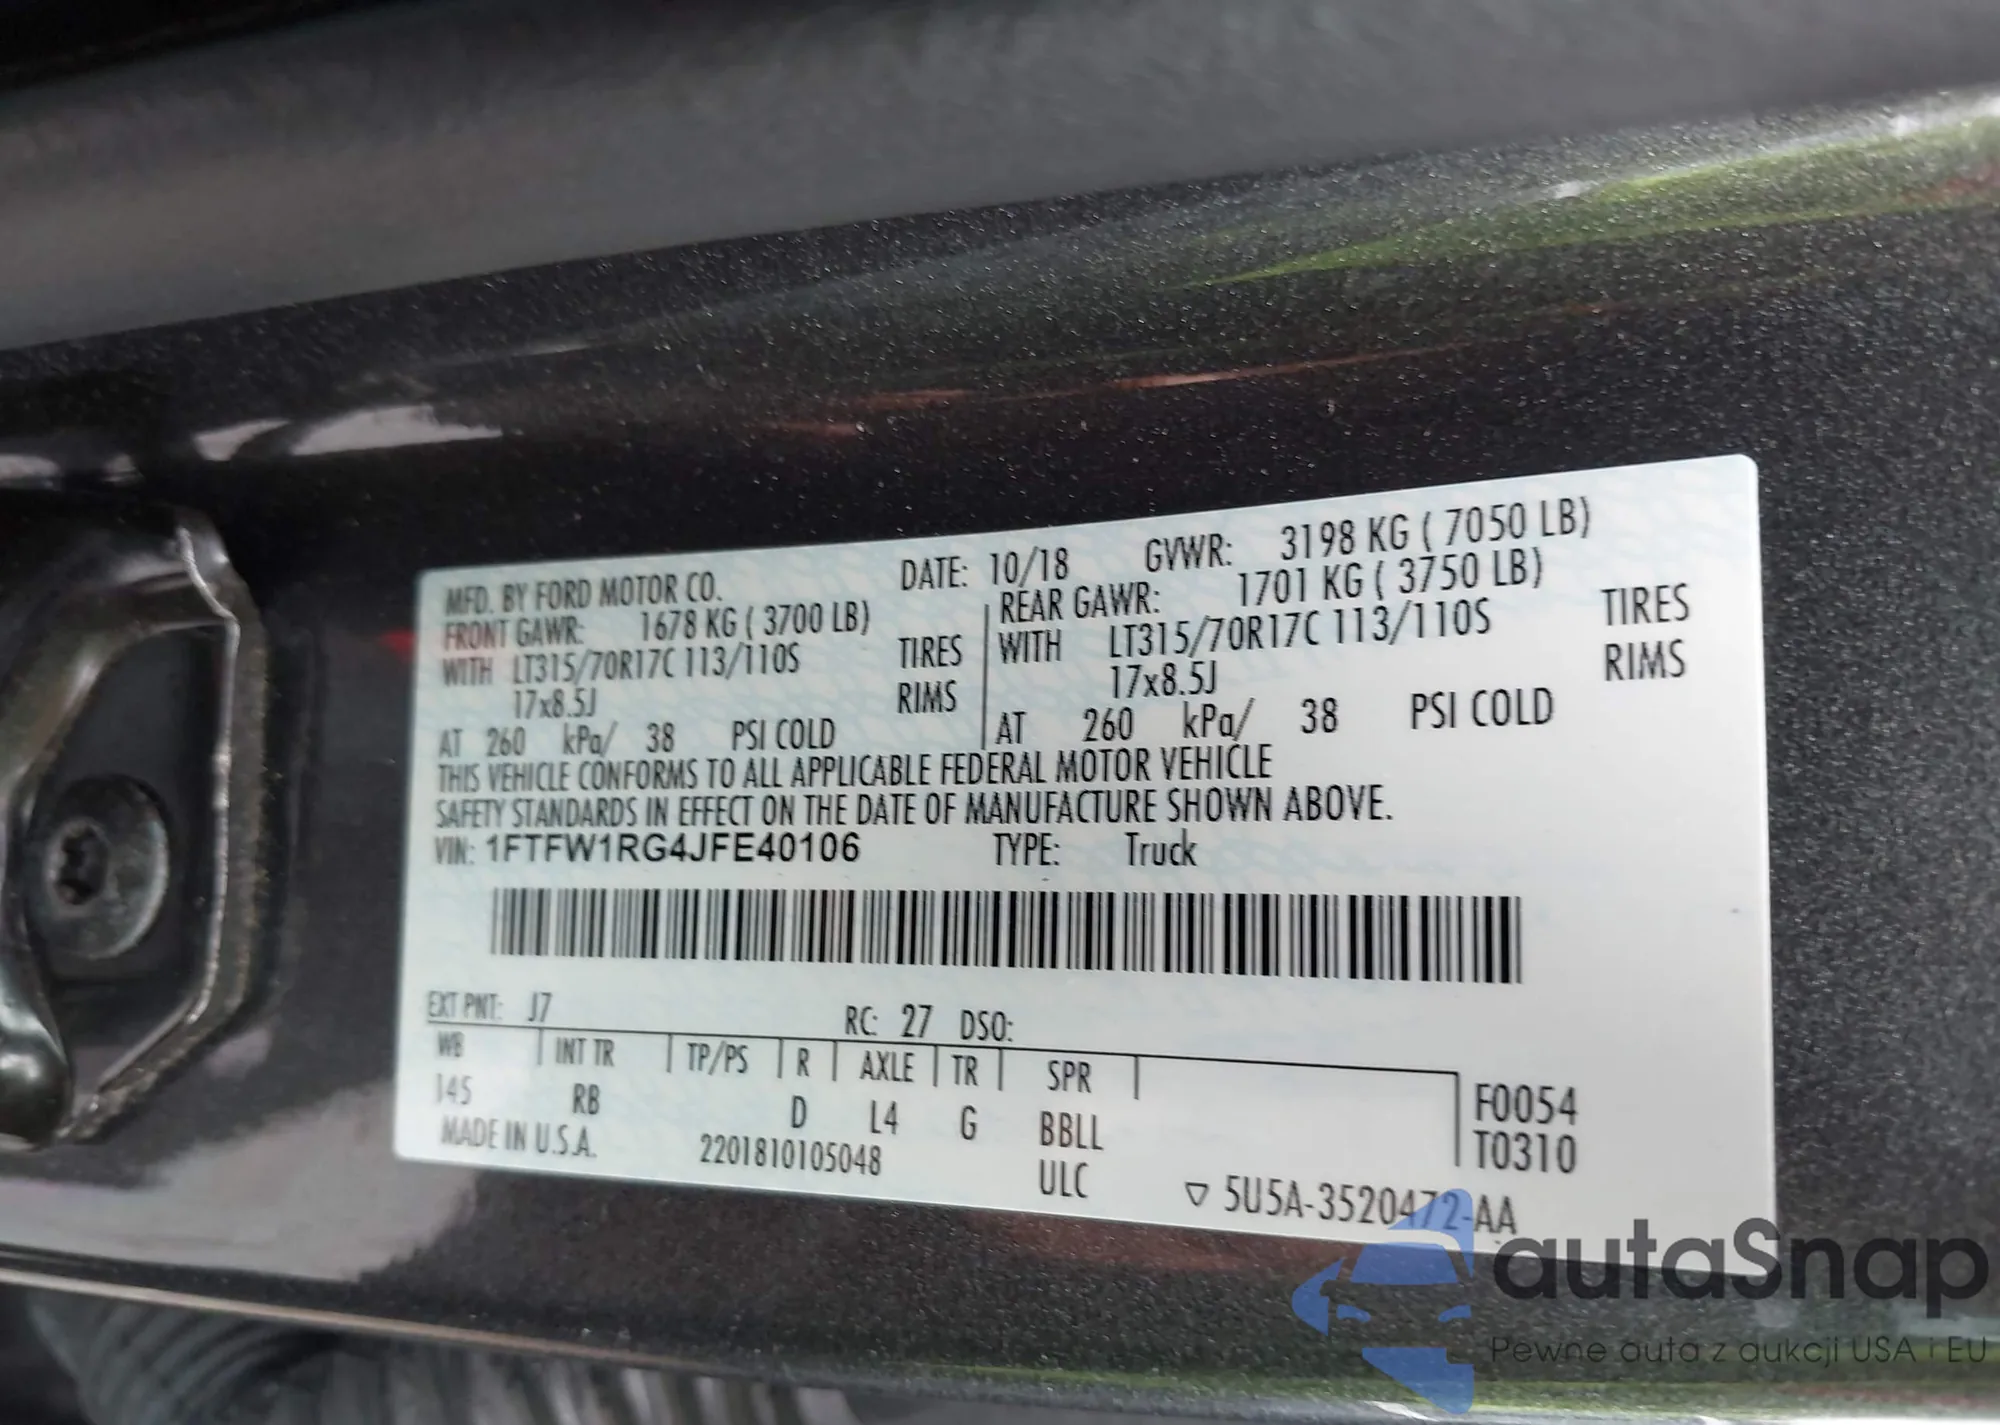 MFD. BY FORD MOTOR CO. DATE: 10/18 GVWR: 3198 KG ( 7050 LB)
FRONT GAWR: 1678 KG ( 3700 LB) REAR GAWR: 1701 KG ( 3750 LB)
WITH LT315/70R17C 113/110S TIRES WITH LT315/70R17C 113/110S TIRES
17x8.5J RIMS 17x8.5J RIMS
AT 260 kPa/ 38 PSI COLD AT 260 kPa/ 38 PSI COLD
THIS VEHICLE CONFORMS TO ALL APPLICABLE FEDERAL MOTOR VEHICLE
SAFETY STANDARDS IN EFFECT ON THE DATE OF MANUFACTURE SHOWN ABOVE.
VIN: 1FTFW1RG4JFE40106 TYPE: Truck
EXT PNT: J7 RC: 27 DSO:
WB INT TR TP/PS R AXLE TR SPR
145 RB D L4 G BBLL F0054
MADE IN U.S.A. 2201810105048 ULC T0310
▽ 5U5A-3520472-AA
autaSnap
Pewne auta z aukcji USA i EU